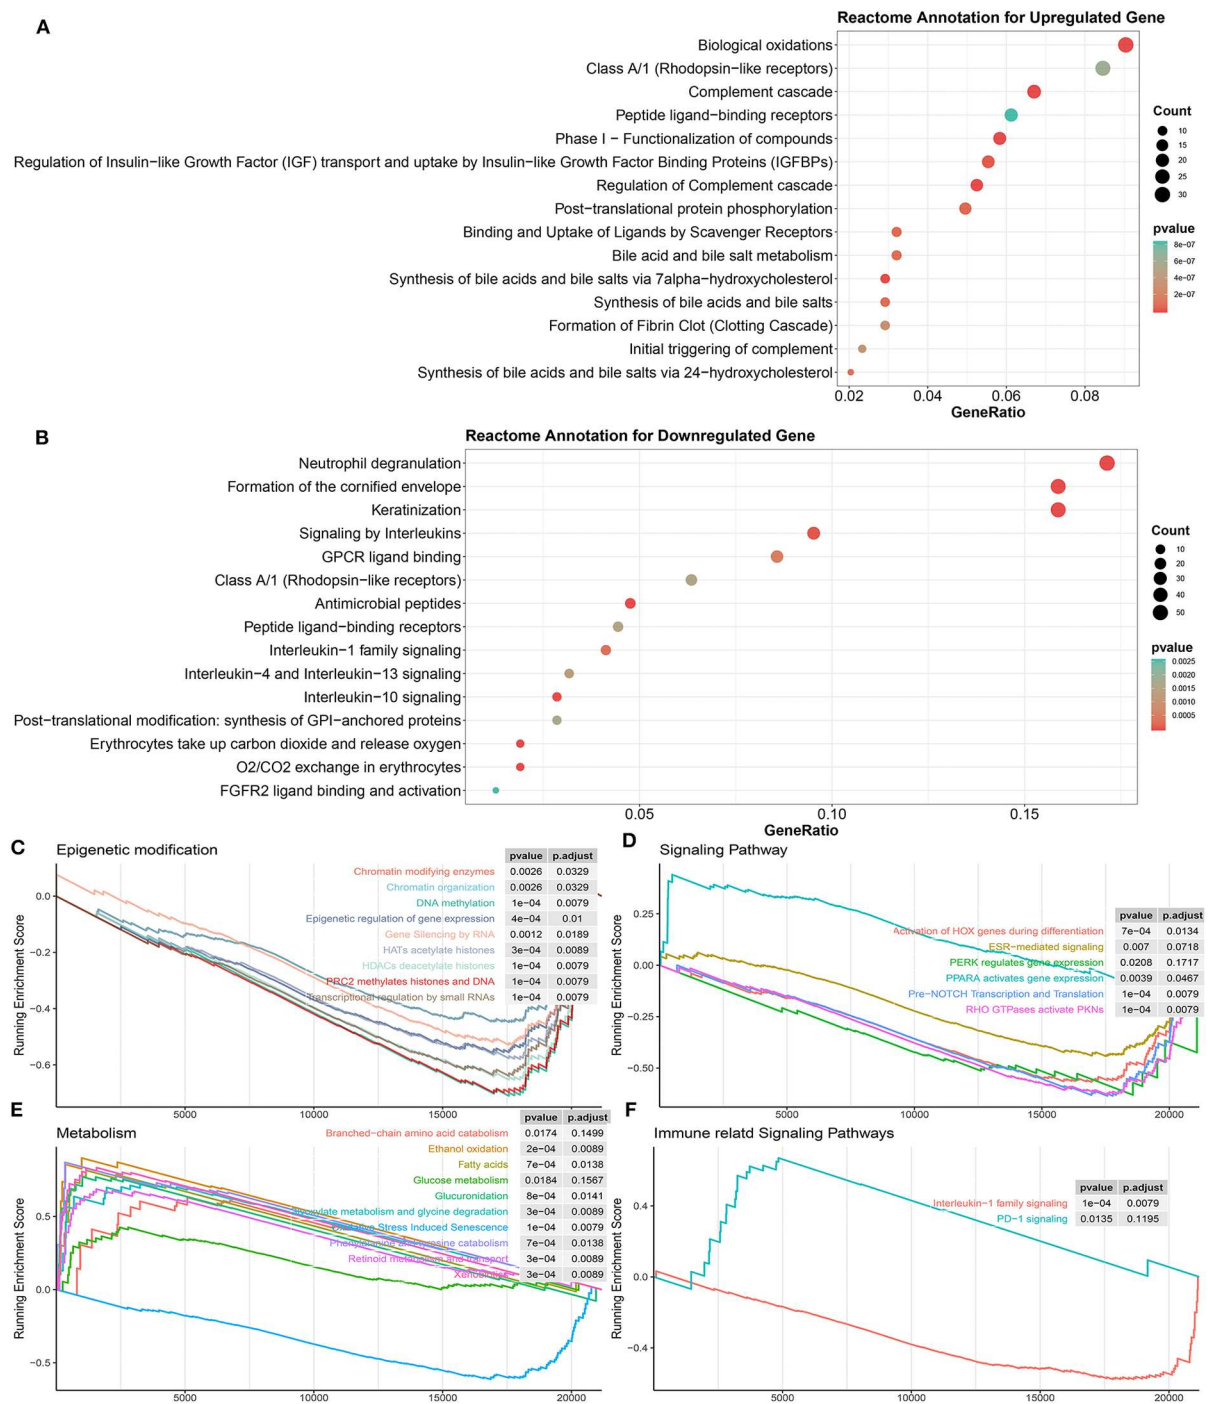 A
Reactome Annotation for Upregulated Gene
Biological oxidations
Class A/1 (Rhodopsin−like receptors)
Complement cascade
Peptide ligand−binding receptors
Phase I − Functionalization of compounds
Regulation of Insulin−like Growth Factor (IGF) transport and uptake by Insulin−like Growth Factor Binding Proteins (IGFBPs)
Regulation of Complement cascade
Post−translational protein phosphorylation
Binding and Uptake of Ligands by Scavenger Receptors
Bile acid and bile salt metabolism
Synthesis of bile acids and bile salts via 7alpha−hydroxycholesterol
Synthesis of bile acids and bile salts
Formation of Fibrin Clot (Clotting Cascade)
Initial triggering of complement
Synthesis of bile acids and bile salts via 24−hydroxycholesterol
0.02 0.04 0.06 0.08
GeneRatio
Count
10
15
20
25
30
pvalue
8e−07
6e−07
4e−07
2e−07
B
Reactome Annotation for Downregulated Gene
Neutrophil degranulation
Formation of the cornified envelope
Keratinization
Signaling by Interleukins
GPCR ligand binding
Class A/1 (Rhodopsin−like receptors)
Antimicrobial peptides
Peptide ligand−binding receptors
Interleukin−1 family signaling
Interleukin−4 and Interleukin−13 signaling
Interleukin−10 signaling
Post−translational modification: synthesis of GPI−anchored proteins
Erythrocytes take up carbon dioxide and release oxygen
O2/CO2 exchange in erythrocytes
FGFR2 ligand binding and activation
0.05 0.10 0.15
GeneRatio
Count
10
20
30
40
50
pvalue
0.0025
0.0020
0.0015
0.0010
0.0005
C
Epigenetic modification
pvalue p.adjust
Chromatin modifying enzymes 0.0026 0.0329
Chromatin organization 0.0026 0.0329
DNA methylation 1e−04 0.0079
Epigenetic regulation of gene expression 4e−04 0.01
Gene Silencing by RNA 0.0012 0.0189
HATs acetylate histones 3e−04 0.0089
HDACs deacetylate histones 1e−04 0.0079
PRC2 methylates histones and DNA 1e−04 0.0079
Transcriptional regulation by small RNAs 1e−04 0.0079
Running Enrichment Score
0.0
−0.2
−0.4
−0.6
5000 10000 15000 20000
D
Signaling Pathway
pvalue p.adjust
Activation of HOX genes during differentiation 7e−04 0.0134
ESR−mediated signaling 0.007 0.0718
PERK regulates gene expression 0.0208 0.1717
PPARA activates gene expression 0.0039 0.0467
Pre−NOTCH Transcription and Translation 1e−04 0.0079
RHO GTPases activate PKNs 1e−04 0.0079
Running Enrichment Score
0.25
0.00
−0.25
−0.50
5000 10000 15000 20000
E
Metabolism
pvalue p.adjust
Branched−chain amino acid catabolism 0.0174 0.1499
Ethanol oxidation 2e−04 0.0089
Fatty acids 7e−04 0.0138
Glucose metabolism 0.0184 0.1567
Glucuronidation 8e−04 0.0141
metabolism and glycine degradation 3e−04 0.0089
Stress Induced Senescence 1e−04 0.0079
catabolism 7e−04 0.0138
Retinoid metabolism and transport 3e−04 0.0089
3e−04 0.0089
Running Enrichment Score
0.5
0.0
−0.5
5000 10000 15000 20000
F
Immune relatd Signaling Pathways
pvalue p.adjust
Interleukin−1 family signaling 1e−04 0.0079
PD−1 signaling 0.0135 0.1195
Running Enrichment Score
0.4
0.0
−0.4
5000 10000 15000 20000